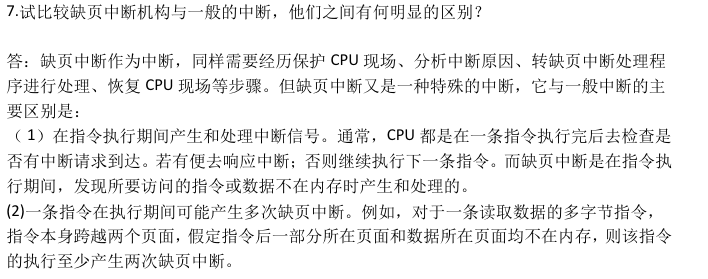 7.试比较缺页中断机构与一般的中断，他们之间有何明显的区别？
答：缺页中断作为中断，同样需要经历保护 CPU 现场、分析中断原因、转缺页中断处理程
序进行处理、恢复 CPU 现场等步骤。但缺页中断又是一种特殊的中断，它与一般中断的主
要区别是：
（ 1）在指令执行期间产生和处理中断信号。通常，CPU 都是在一条指令执行完后去检查是
否有中断请求到达。若有便去响应中断；否则继续执行下一条指令。而缺页中断是在指令执
行期间，发现所要访问的指令或数据不在内存时产生和处理的。
(2)一条指令在执行期间可能产生多次缺页中断。例如，对于一条读取数据的多字节指令，
指令本身跨越两个页面，假定指令后一部分所在页面和数据所在页面均不在内存，则该指令
的执行至少产生两次缺页中断。